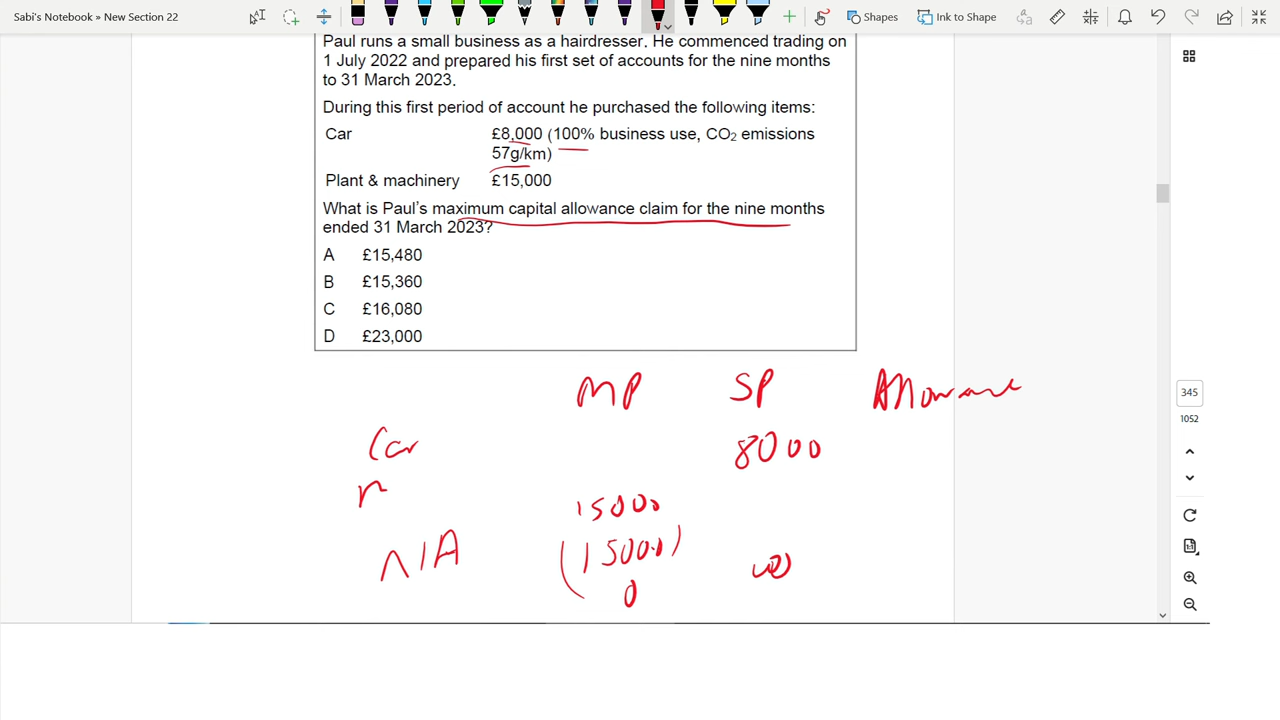 Sabi's Notebook » New Section 22
Shapes
Ink to Shape
Paul runs a small business as a hairdresser. He commenced trading on
1 July 2022 and prepared his first set of accounts for the nine months
to 31 March 2023.
During this first period of account he purchased the following items:
Car £8,000 (100% business use, CO2 emissions
57g/km)
Plant & machinery £15,000
What is Paul's maximum capital allowance claim for the nine months
ended 31 March 2023?
A £15,480
B £15,360
C £16,080
D £23,000
345
1052
MP SP Allowance
Car 8000
15000
(15000)
0